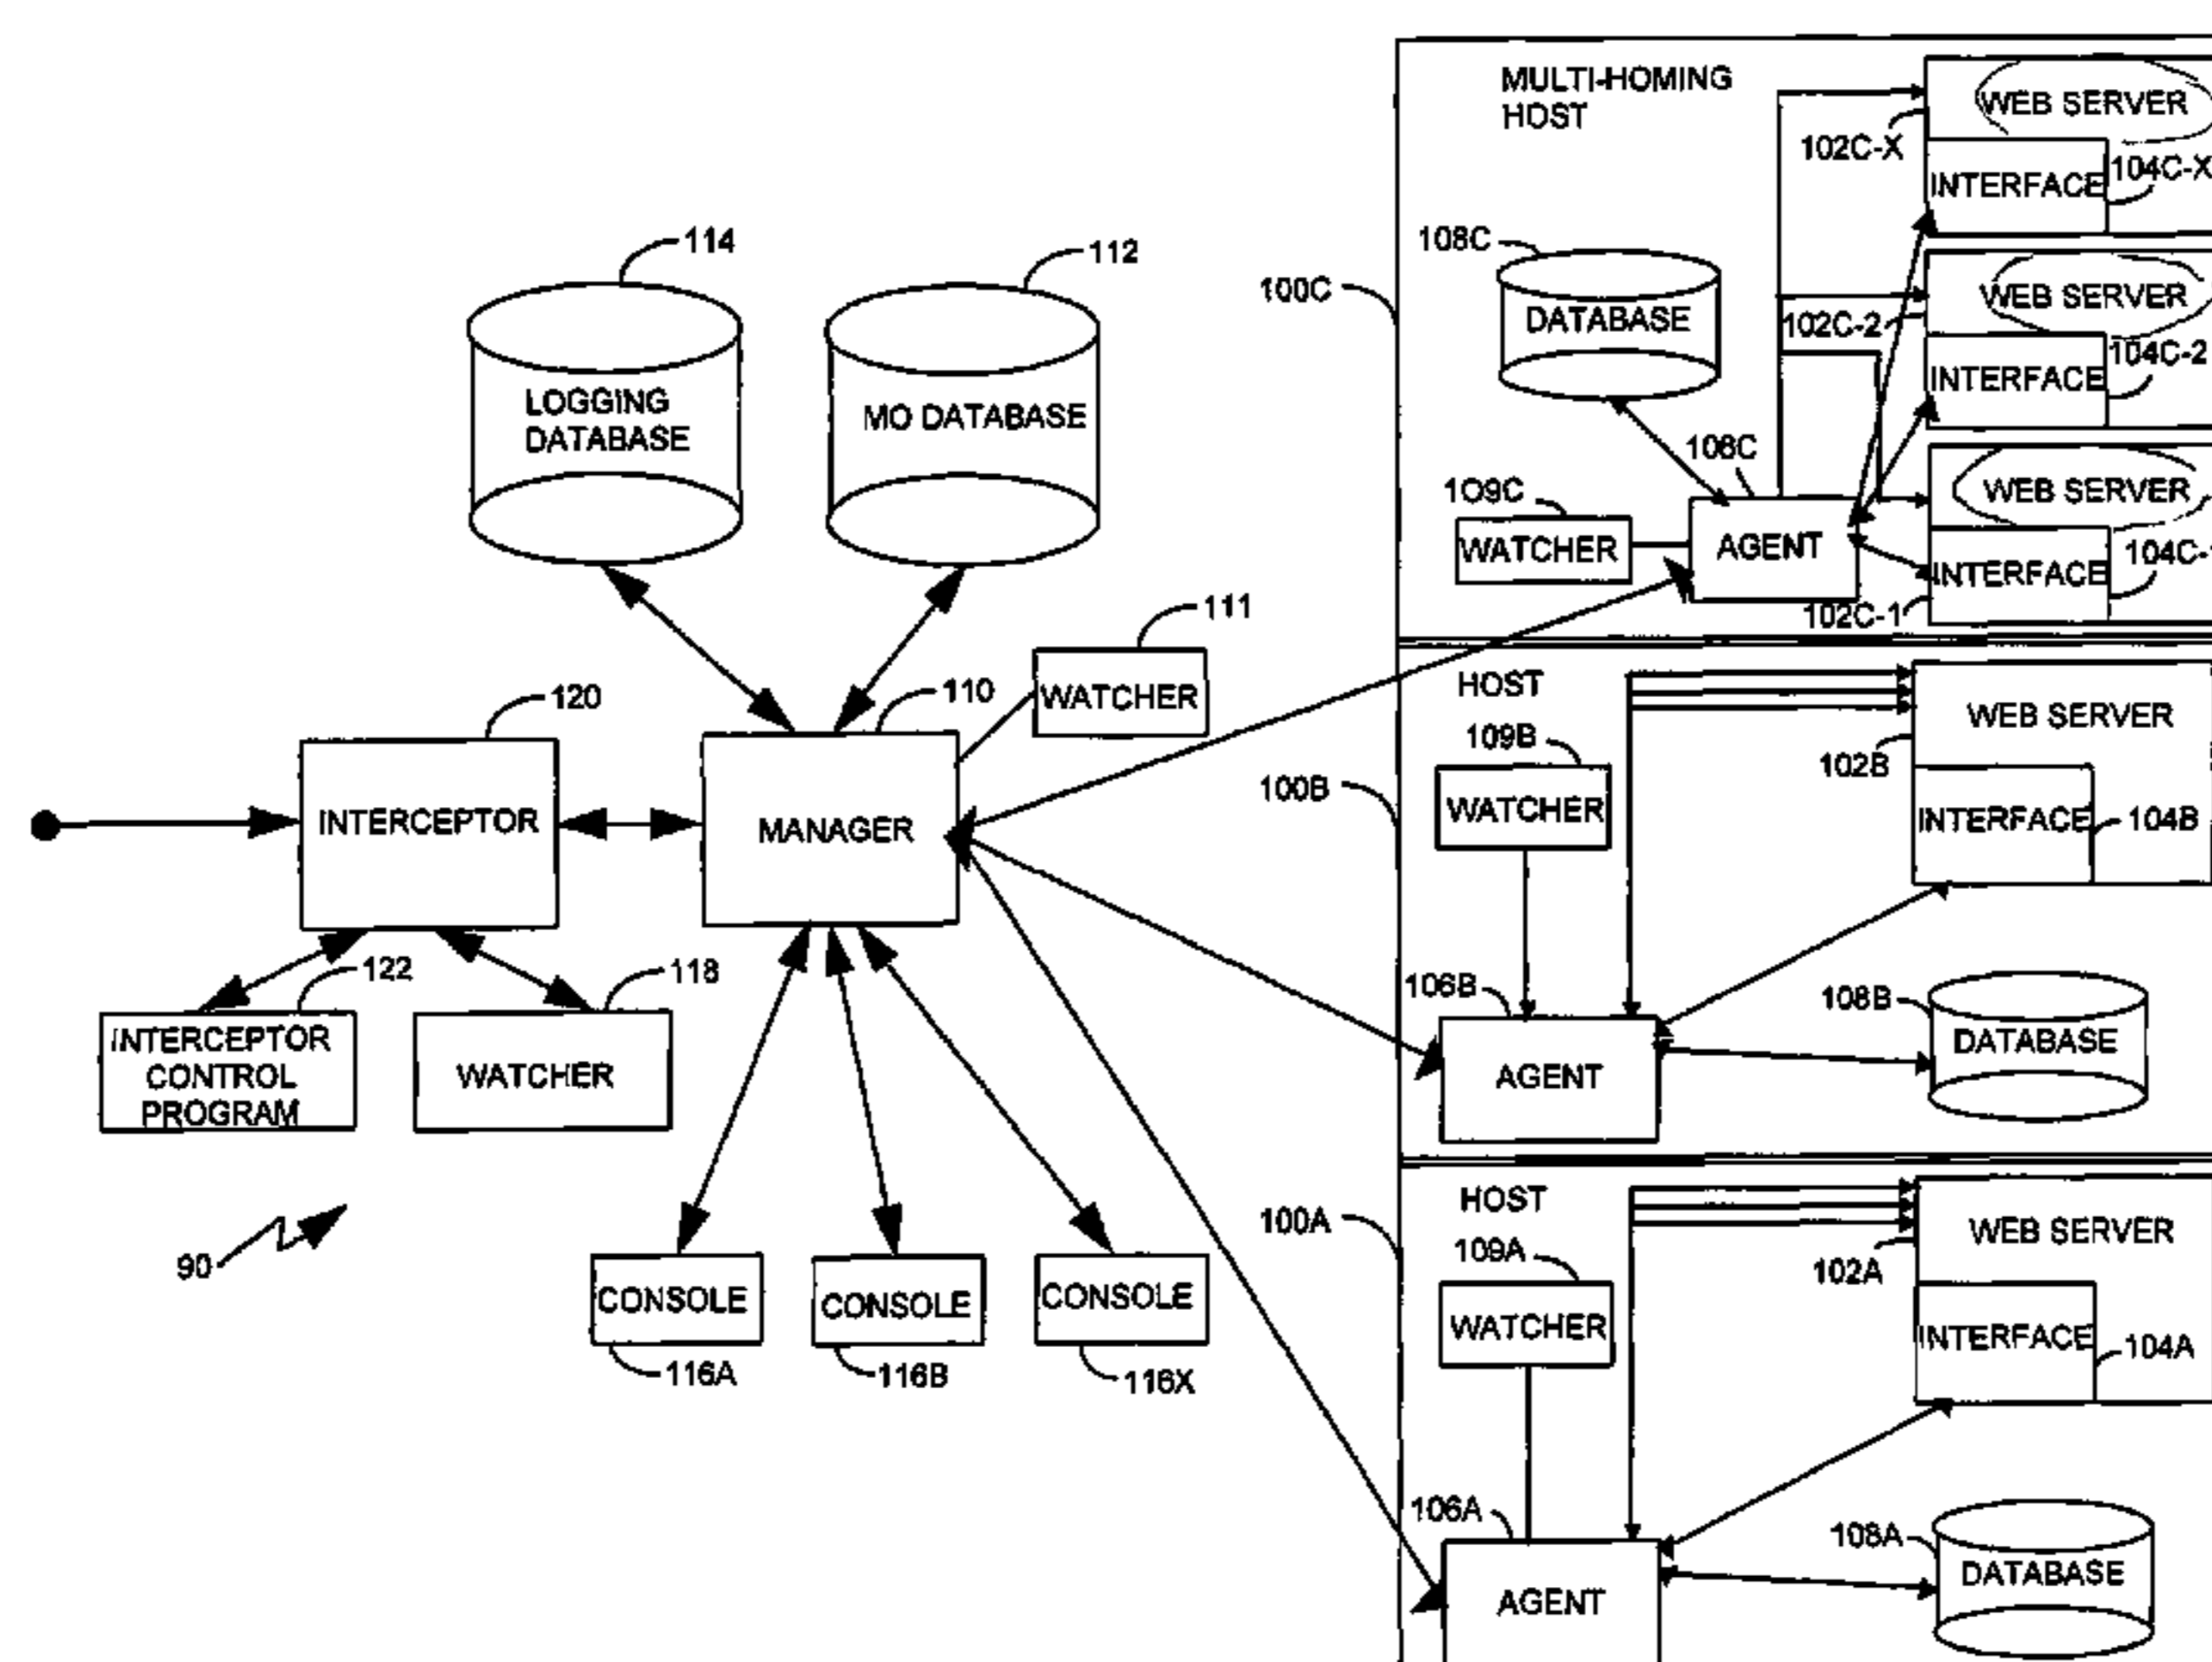 114
112
LOGGING
DATABASE
MO DATABASE
111
WATCHER
120
110
INTERCEPTOR
MANAGER
122
118
INTERCEPTOR
CONTROL
PROGRAM
WATCHER
90
CONSOLE
CONSOLE
CONSOLE
116A
116B
116X
100C
MULTI-HOMING
HOST
WEB SERVER
102C-X
INTERFACE
104C-X
108C
DATABASE
WEB SERVER
102C-2
INTERFACE
104C-2
106C
109C
WATCHER
AGENT
WEB SERVER
INTERFACE
102C-1
100B
HOST
109B
WATCHER
WEB SERVER
102B
INTERFACE
104B
106B
AGENT
108B
DATABASE
100A
HOST
109A
WATCHER
WEB SERVER
102A
INTERFACE
104A
106A
AGENT
108A
DATABASE